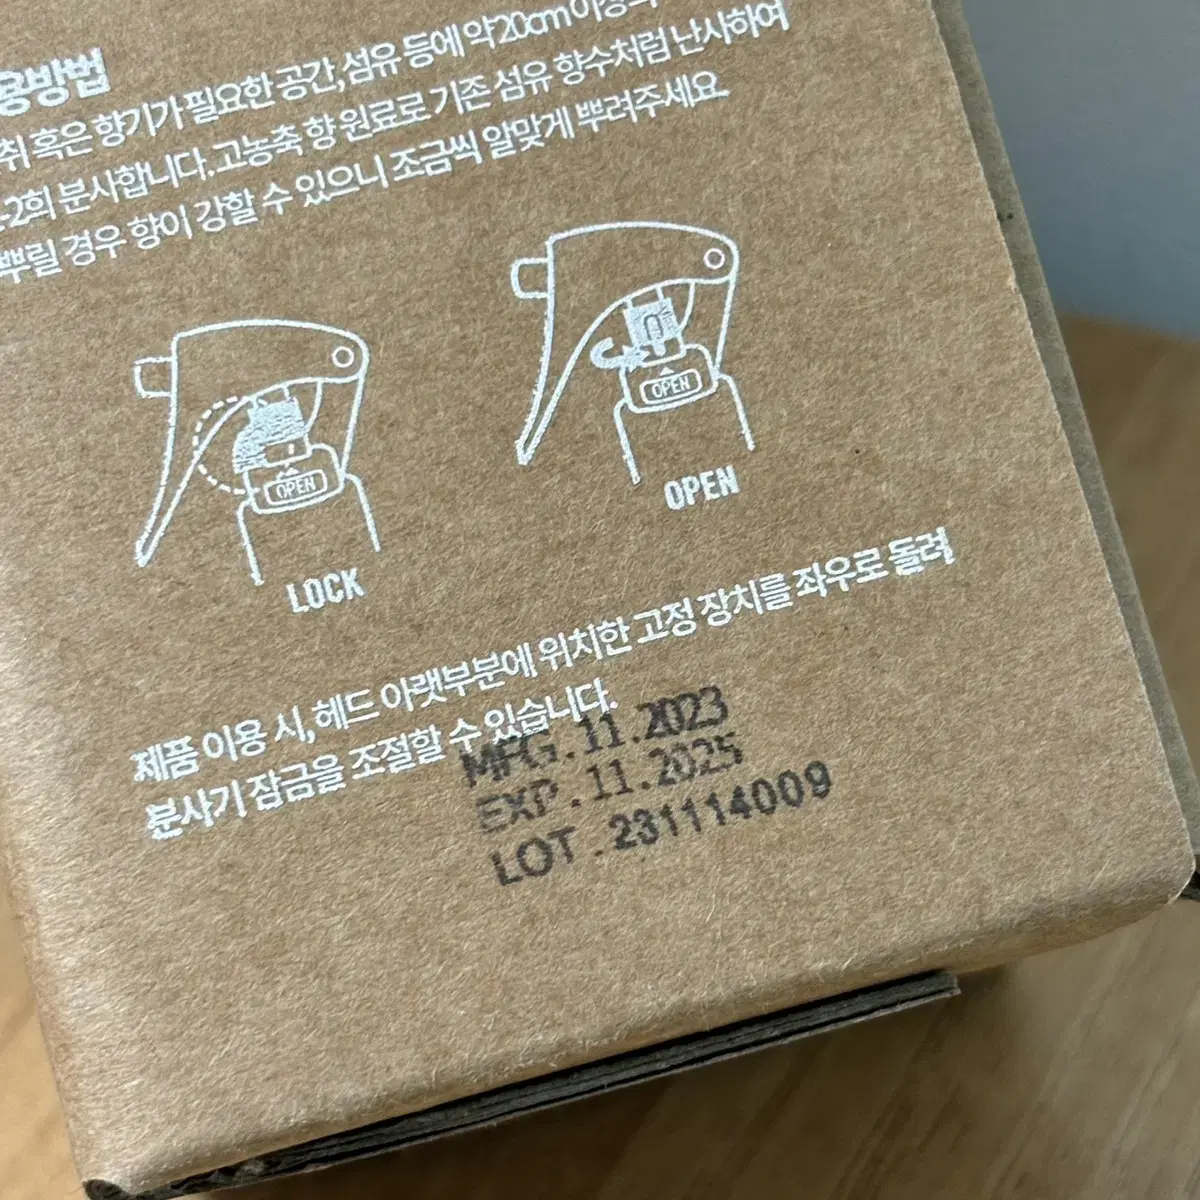 용방법
취 혹은 향기가 필요한 공간, 섬유 등에 약 20cm 이상의
-2회 분사합니다. 고농축 향 원료로 기존 섬유 향수처럼 난사하여
뿌릴 경우 향이 강할 수 있으니 조금씩 알맞게 뿌려주세요.
OPEN
OPEN
OPEN
LOCK
제품 이용 시, 헤드 아랫부분에 위치한 고정 장치를 좌우로 돌려
분사기 잠금을 조절할 수 있습니다.
MFG.11.2023
EXP.11.2025
LOT.231114009